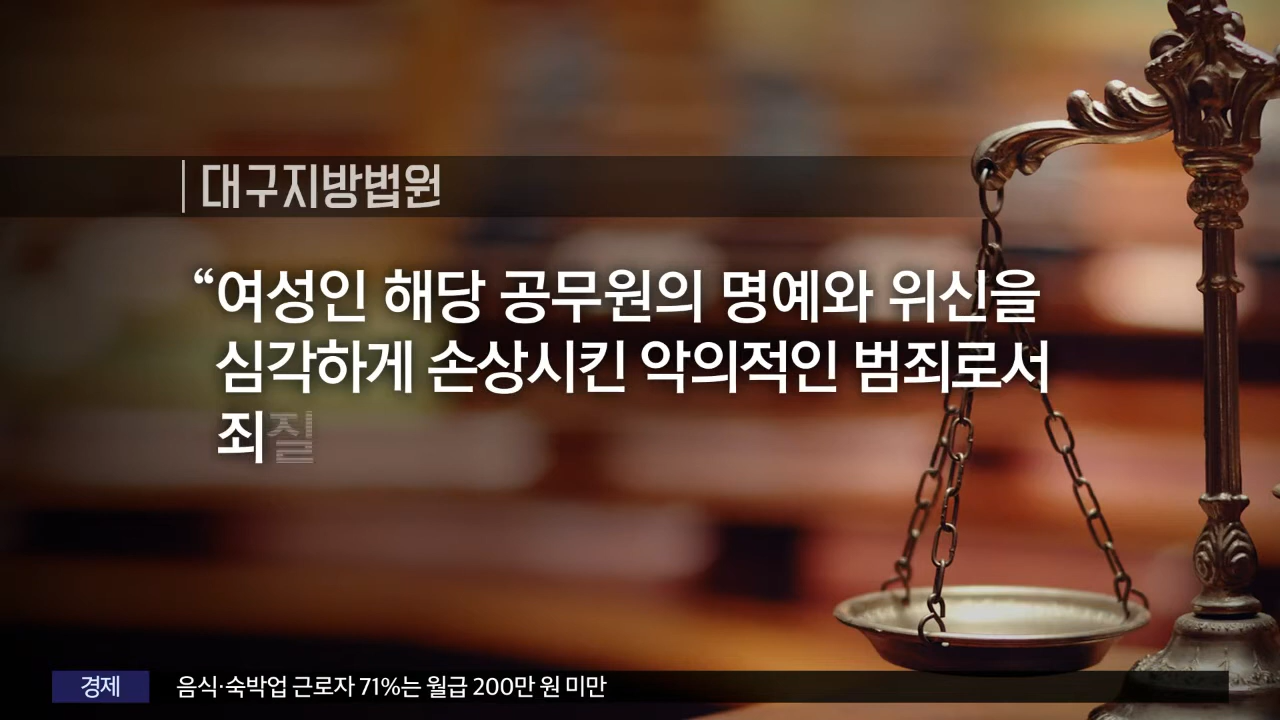 대구지방법원
“여성인 해당 공무원의 명예와 위신을
심각하게 손상시킨 악의적인 범죄로서
죄질
경제 음식·숙박업 근로자 71%는 월급 200만 원 미만